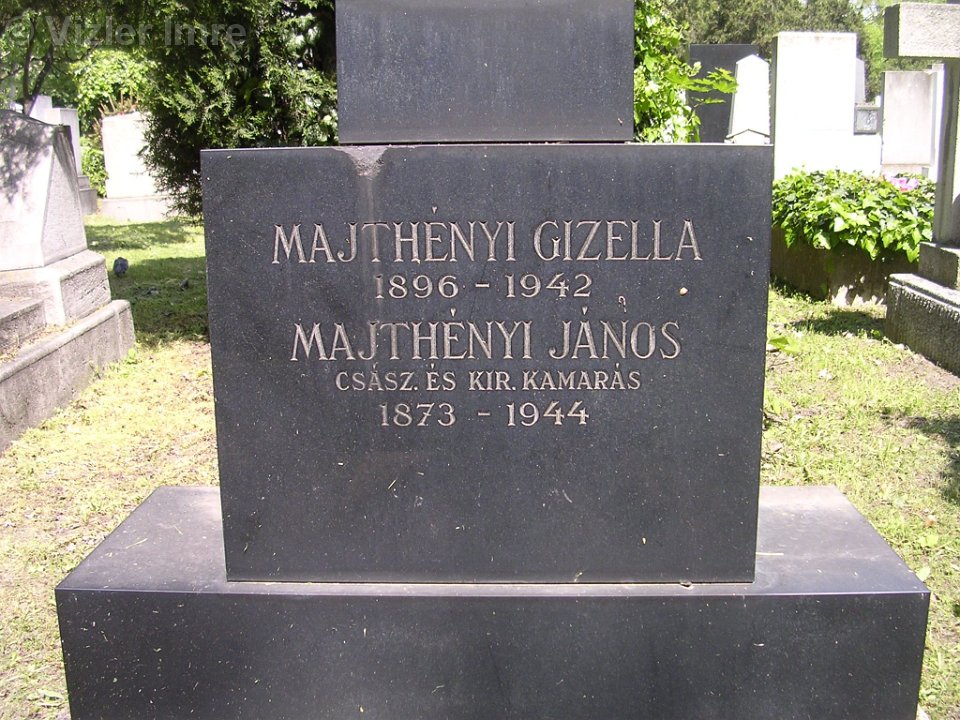 © Vizler Imre
MAJTHÉNYI GIZELLA
1896 - 1942
MAJTHÉNYI JÁNOS
CSÁSZ. ÉS KIR. KAMARÁS
1873 - 1944